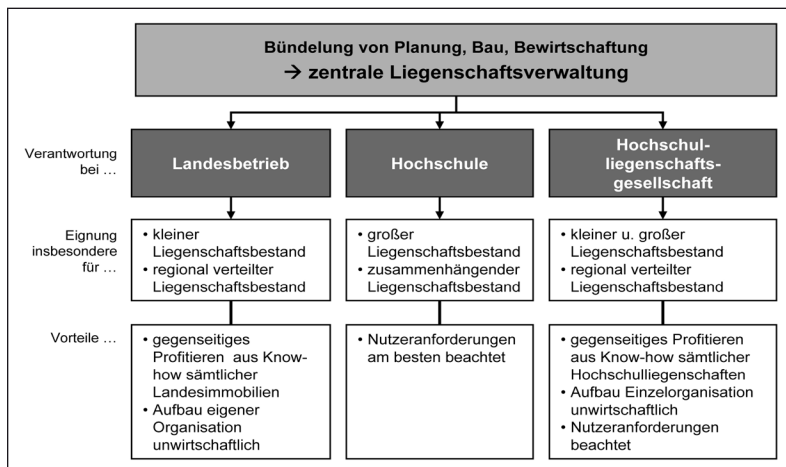 Bündelung von Planung, Bau, Bewirtschaftung
→ zentrale Liegenschaftsverwaltung
Verantwortung
bei …
Landesbetrieb
Hochschule
Hochschul-
liegenschafts-
gesellschaft
Eignung
insbesondere
für …
• kleiner
Liegenschaftsbestand
• regional verteilter
Liegenschaftsbestand
• großer
Liegenschaftsbestand
• zusammenhängender
Liegenschaftsbestand
• kleiner u. großer
Liegenschaftsbestand
• regional verteilter
Liegenschaftsbestand
Vorteile …
• gegenseitiges
Profitieren aus Know-
how sämtlicher
Landesimmobilien
• Aufbau eigener
Organisation
unwirtschaftlich
• Nutzeranforderungen
am besten beachtet
• gegenseitiges Profitieren
aus Know-how sämtlicher
Hochschulliegenschaften
• Aufbau Einzelorganisation
unwirtschaftlich
• Nutzeranforderungen
beachtet